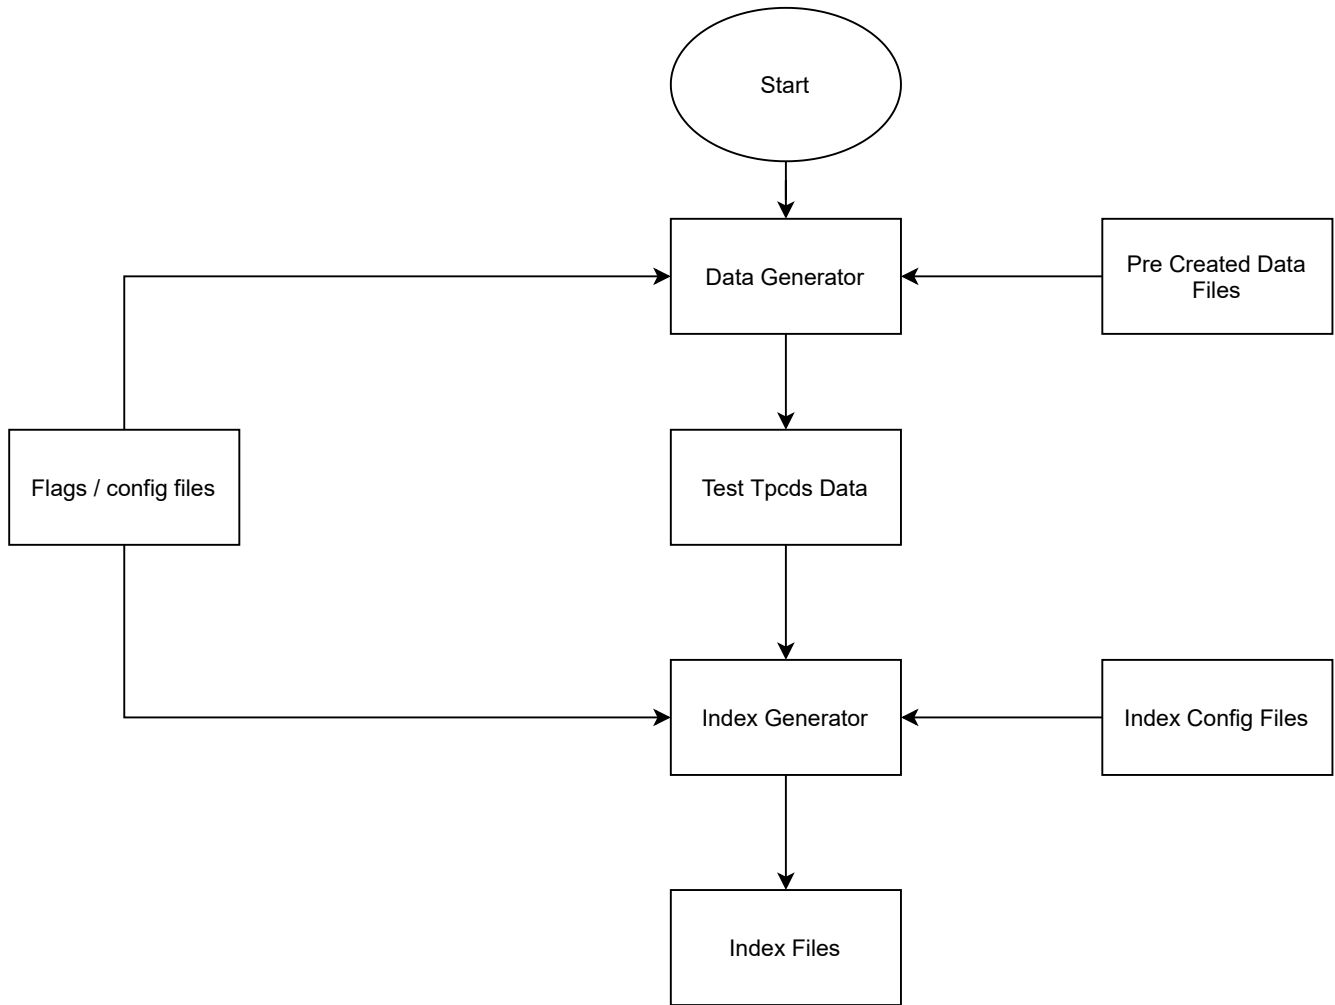 Start
Data Generator
Pre Created Data
Files
Flags / config files
Test Tpcds Data
Index Generator
Index Config Files
Index Files